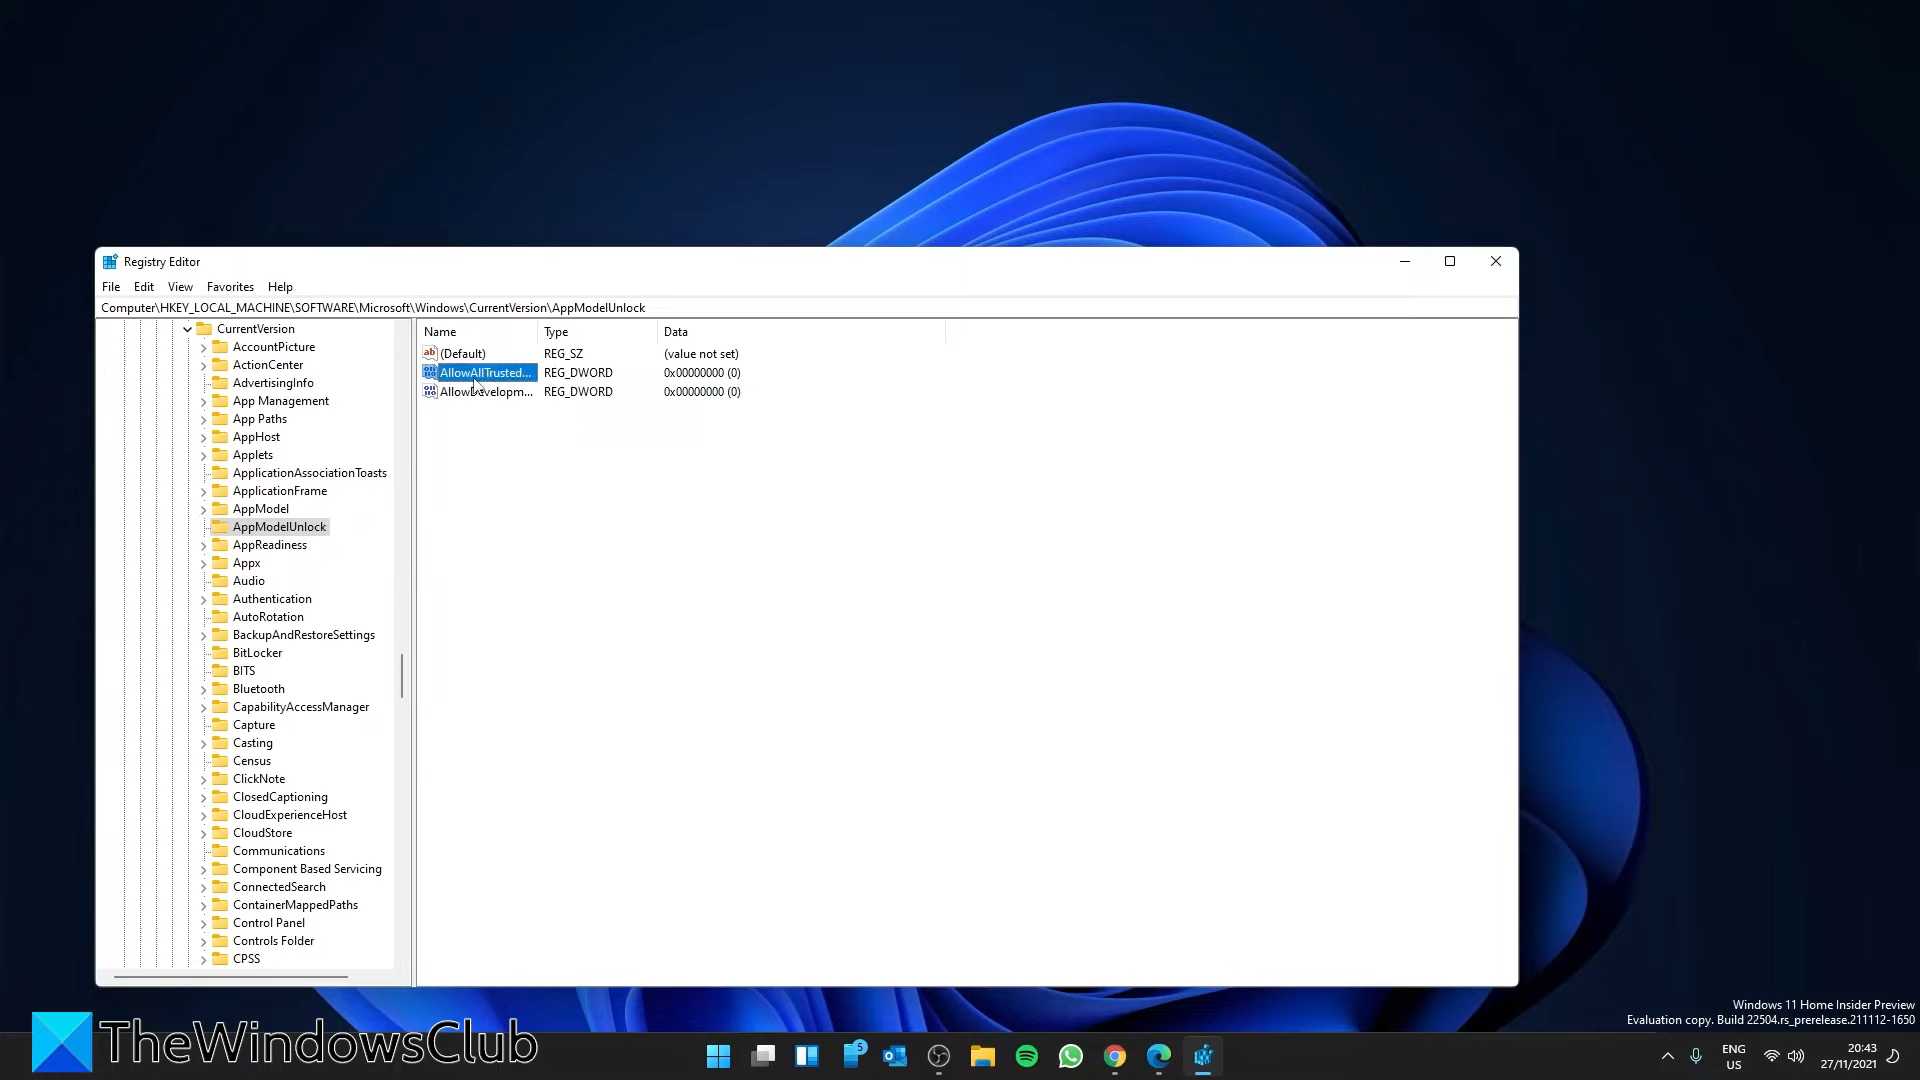 Registry Editor
File Edit View Favorites Help
Computer\HKEY_LOCAL_MACHINE\SOFTWARE\Microsoft\Windows\CurrentVersion\AppModelUnlock
CurrentVersion
AccountPicture
ActionCenter
AdvertisingInfo
App Management
App Paths
AppHost
Applets
ApplicationAssociationToasts
ApplicationFrame
AppModel
AppModelUnlock
AppReadiness
Appx
Audio
Authentication
AutoRotation
BackupAndRestoreSettings
BitLocker
BITS
Bluetooth
CapabilityAccessManager
Capture
Casting
Census
ClickNote
ClosedCaptioning
CloudExperienceHost
CloudStore
Communications
Component Based Servicing
ConnectedSearch
ContainerMappedPaths
Control Panel
Controls Folder
CPSS
Name Type Data
(Default) REG_SZ (value not set)
AllowAllTrusted... REG_DWORD 0x00000000 (0)
AllowDevelopm... REG_DWORD 0x00000000 (0)
Windows 11 Home Insider Preview
Evaluation copy. Build 22504.rs_prerelease.211112-1650
TheWindowsClub
5
ENG
US
20:43
27/11/2021